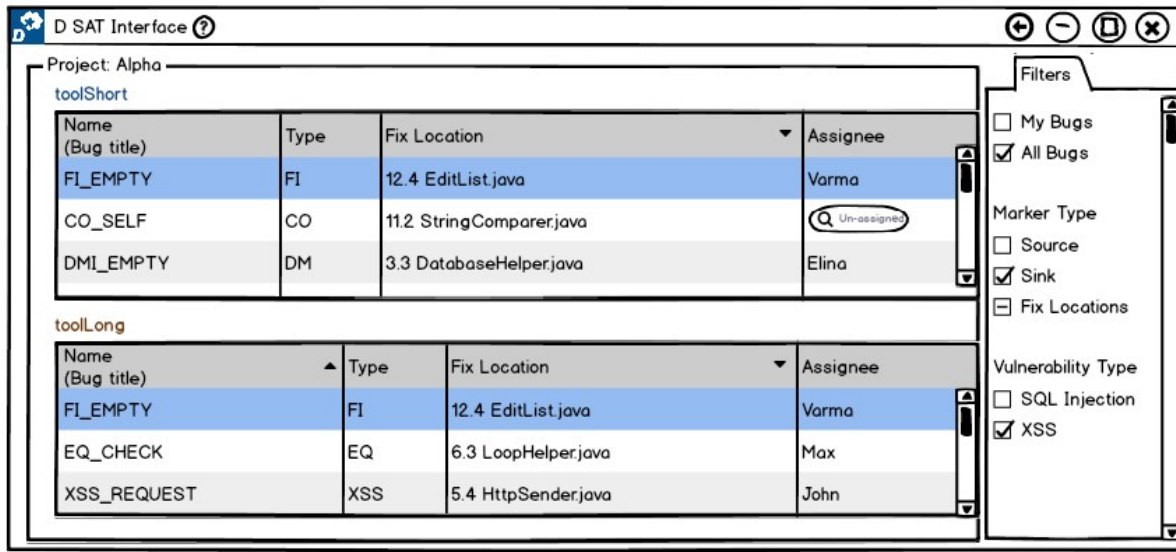 D D SAT Interface ?
Project: Alpha
toolShort
Name
(Bug title) Type Fix Location Assignee
FI_EMPTY FI 12.4 EditList.java Varma
CO_SELF CO 11.2 StringComparer.java Un-assigned
DMI_EMPTY DM 3.3 DatabaseHelper.java Elina
toolLong
Name
(Bug title) Type Fix Location Assignee
FI_EMPTY FI 12.4 EditList.java Varma
EQ_CHECK EQ 6.3 LoopHelper.java Max
XSS_REQUEST XSS 5.4 HttpSender.java John
Filters
My Bugs
All Bugs
Marker Type
Source
Sink
Fix Locations
Vulnerability Type
SQL Injection
XSS